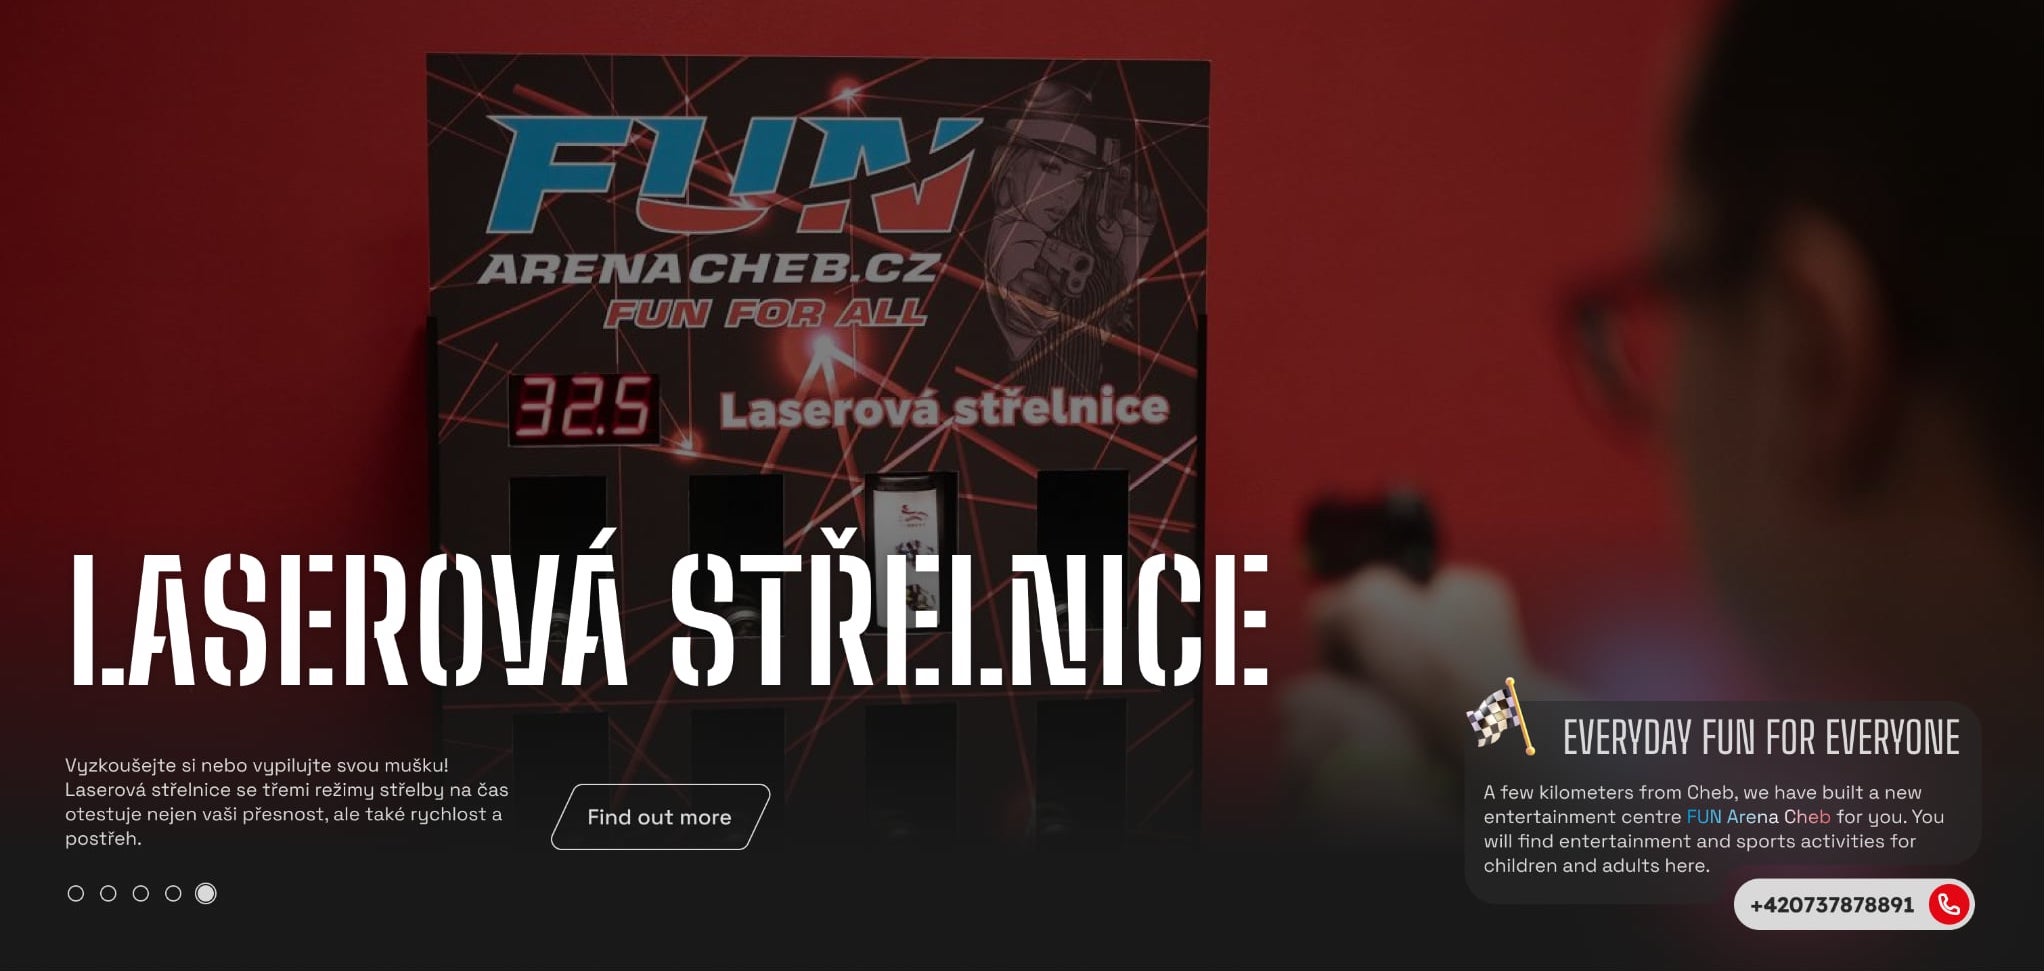 FUN
ARENACHEB.CZ
FUN FOR ALL
32.5
Laserová střelnice
LASEROVÁ STŘELNICE
Vyzkoušejte si nebo vypilujte svou mušku!
Laserová střelnice se třemi režimy střelby na čas
otestuje nejen vaši přesnost, ale také rychlost a
postřeh.
Find out more
EVERYDAY FUN FOR EVERYONE
A few kilometers from Cheb, we have built a new
entertainment centre FUN Arena Cheb for you. You
will find entertainment and sports activities for
children and adults here.
+420737878891